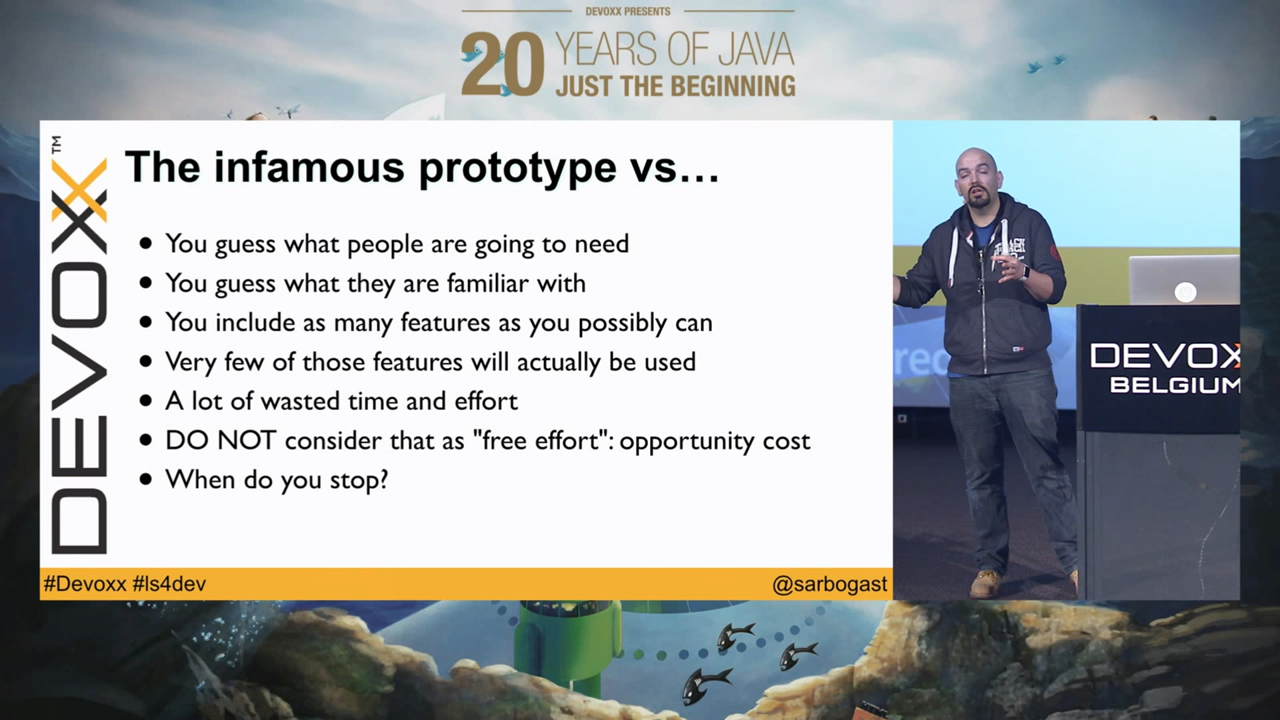 DEVOXX PRESENTS
20 YEARS OF JAVA
JUST THE BEGINNING
DEVOXX™
The infamous prototype vs…
● You guess what people are going to need
● You guess what they are familiar with
● You include as many features as you possibly can
● Very few of those features will actually be used
● A lot of wasted time and effort
● DO NOT consider that as "free effort": opportunity cost
● When do you stop?
#Devoxx #ls4dev
@sarbogast
DEVOX
BELGIUM